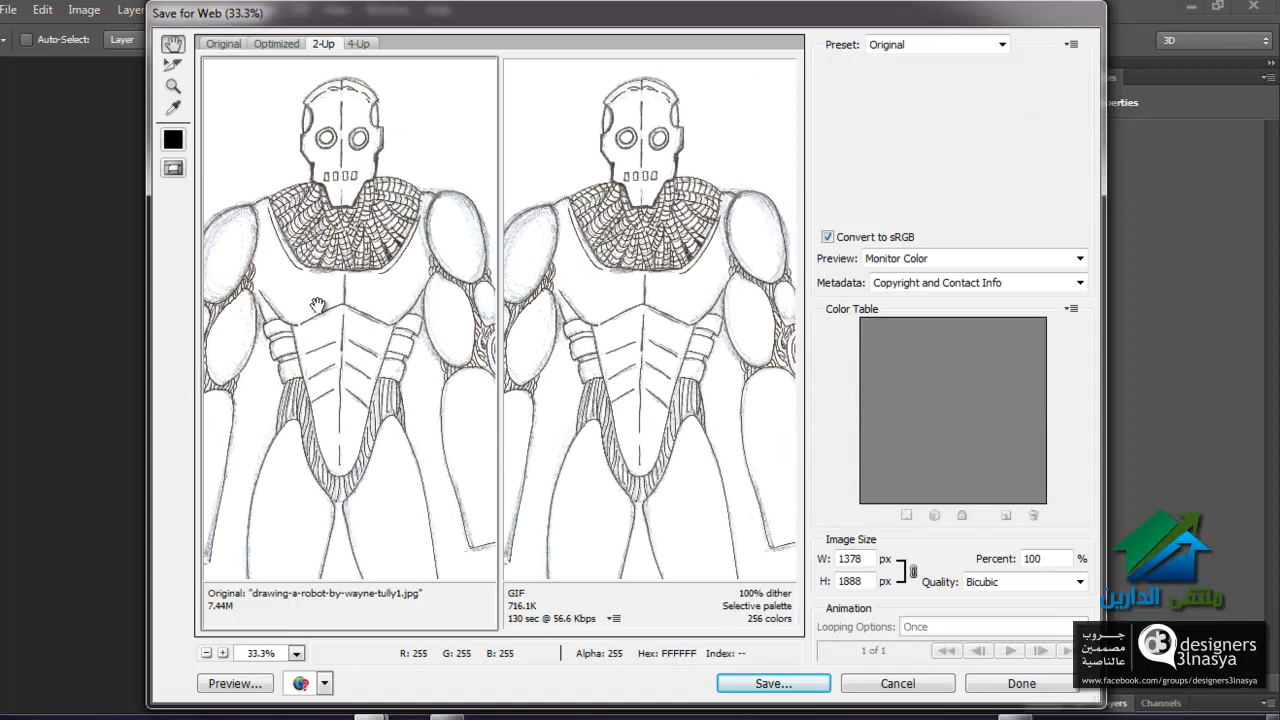 File Edit Image Layer
Save for Web (33.3%)
Auto-Select: Layer
3D
Original Optimized 2-Up 4-Up
Preset: Original
Convert to sRGB
Preview: Monitor Color
Metadata: Copyright and Contact Info
Color Table
Image Size
W: 1378 px
H: 1888 px
Percent: 100 %
Quality: Bicubic
Animation
Looping Options: Once
1 of 1
Original: "drawing-a-robot-by-wayne-tully1.jpg"
7.44M
GIF
716.1K
130 sec @ 56.6 Kbps
100% dither
Selective palette
256 colors
33.3%
R: 255 G: 255 B: 255
Alpha: 255 Hex: FFFFFF Index: --
Preview... Save... Cancel Done
ملتقى الدارين
جروب
مصممين
عالناصية
d3 designers
3lnasya
www.facebook.com/groups/designers3lnasya
Channels